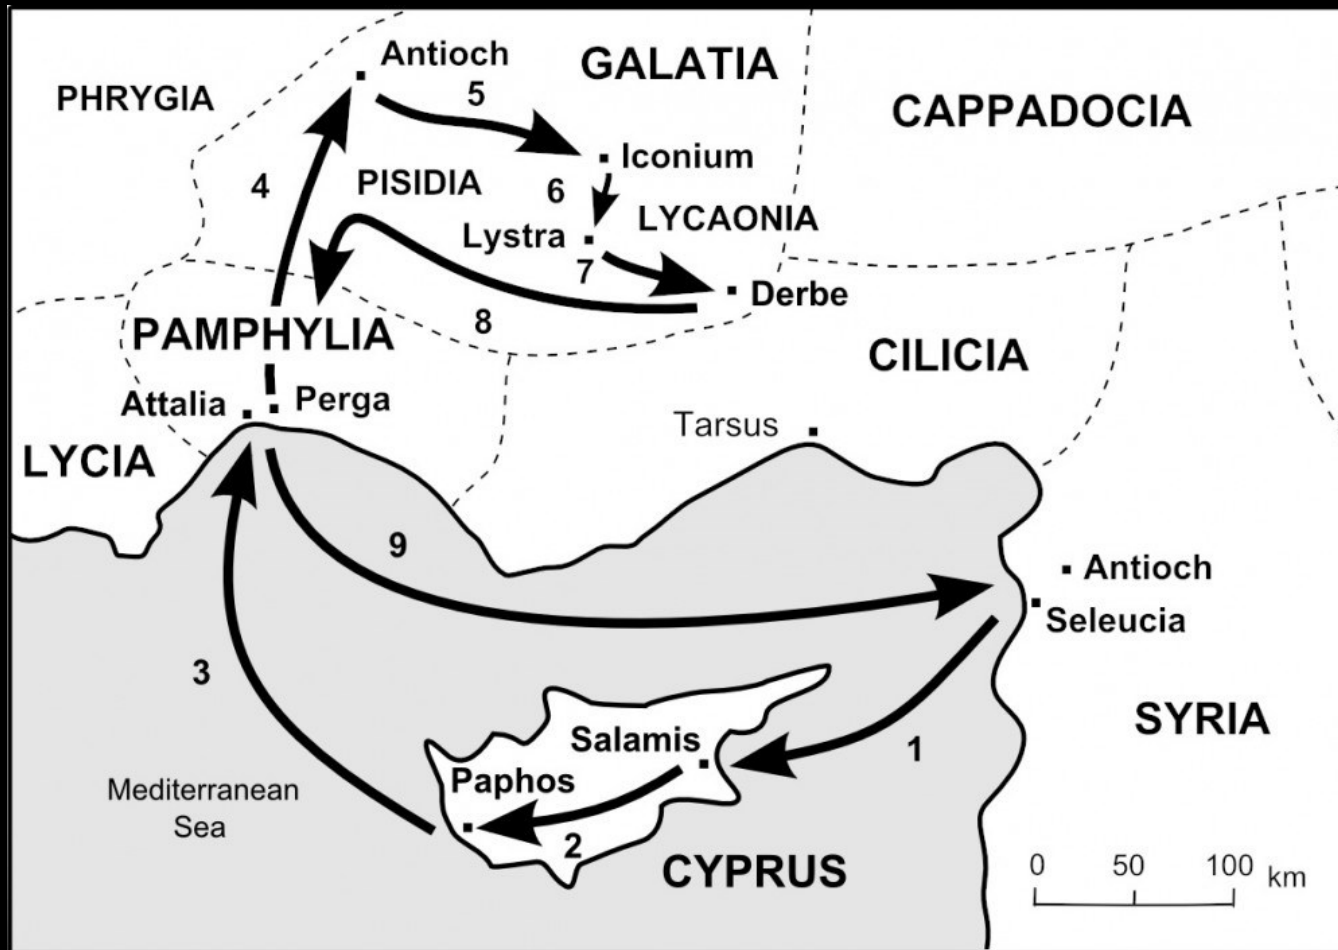 Antioch
GALATIA
5
PHRYGIA
CAPPADOCIA
Iconium
4
PISIDIA
6
LYCAONIA
Lystra
7
Derbe
8
PAMPHYLIA
CILICIA
Attalia
Perga
Tarsus
LYCIA
9
Antioch
Seleucia
3
SYRIA
Salamis
1
Paphos
Mediterranean
Sea
2
CYPRUS
0 50 100 km